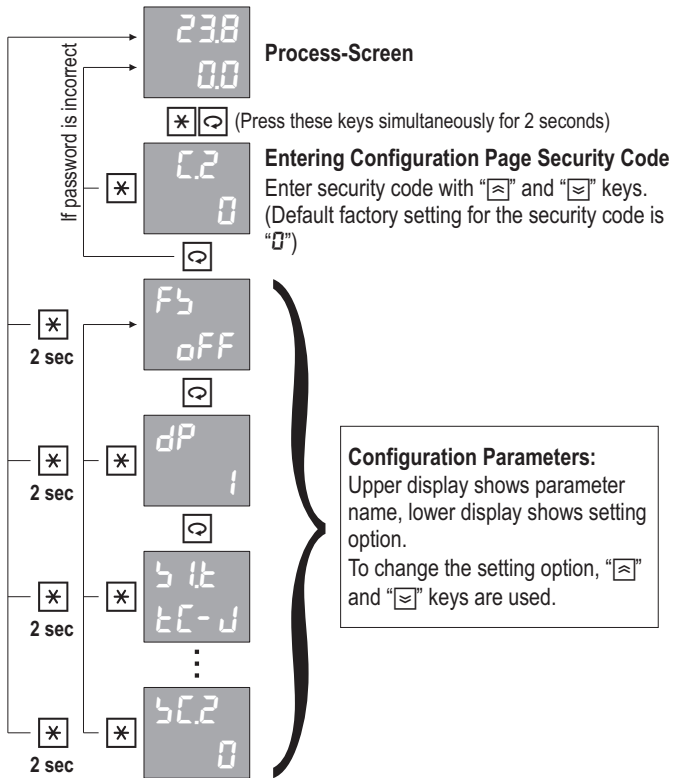 23.8
0.0
Process-Screen
If password is incorrect
(Press these keys simultaneously for 2 seconds)
C.2
0
Entering Configuration Page Security Code
Enter security code with “” and “” keys.
(Default factory setting for the security code is
“0”)
FS
oFF
2 sec
dP
1
2 sec
S1.t
tC-J
2 sec
SC.2
0
2 sec
Configuration Parameters:
Upper display shows parameter
name, lower display shows setting
option.
To change the setting option, “”
and “” keys are used.